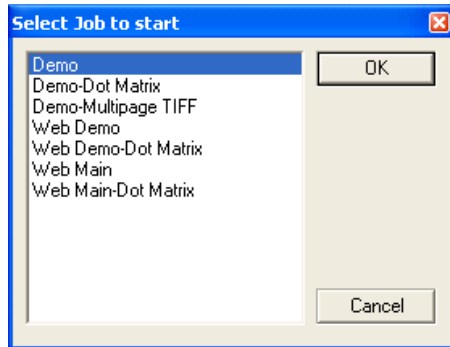 Select Job to start
Demo
Demo-Dot Matrix
Demo-Multipage TIFF
Web Demo
Web Demo-Dot Matrix
Web Main
Web Main-Dot Matrix
OK
Cancel